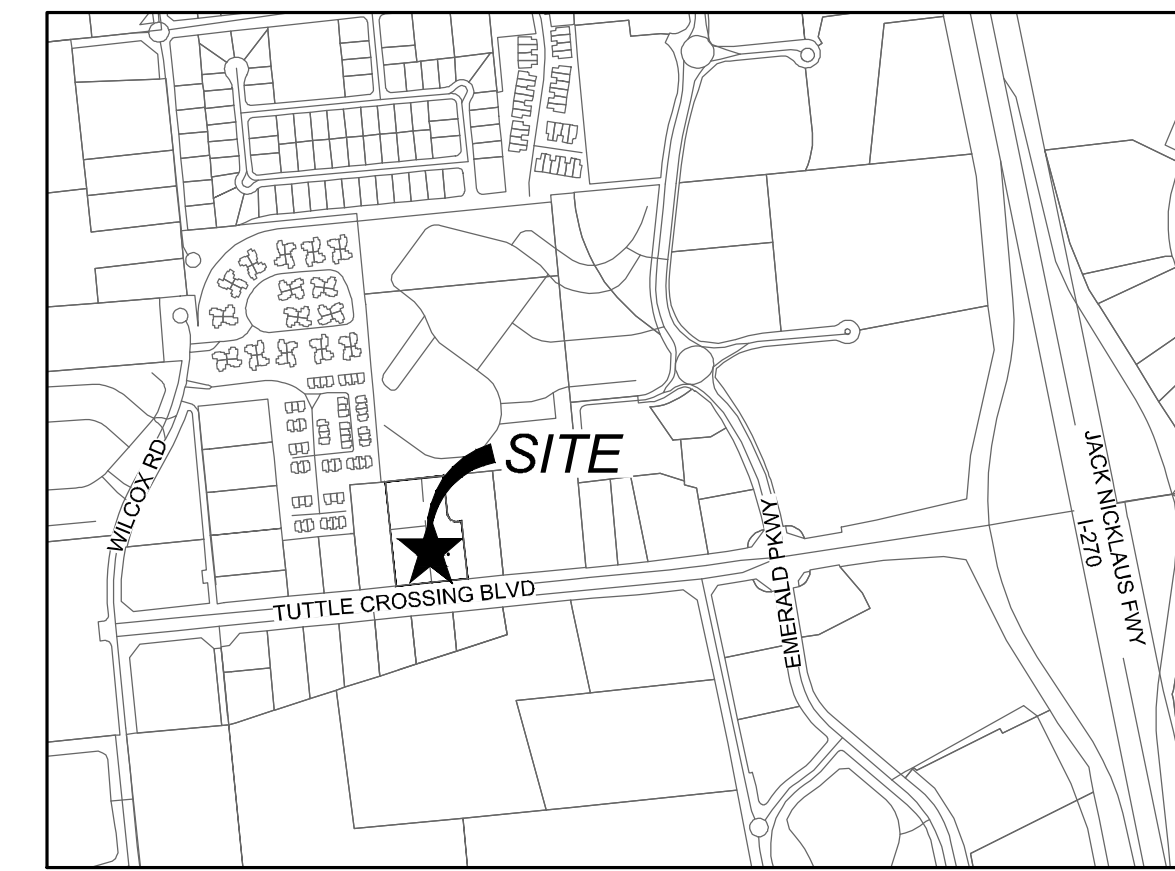 SITE
WILCOX RD
TUTTLE CROSSING BLVD
EMERALD PKWY
JACK NICKLAUS FWY
I-270